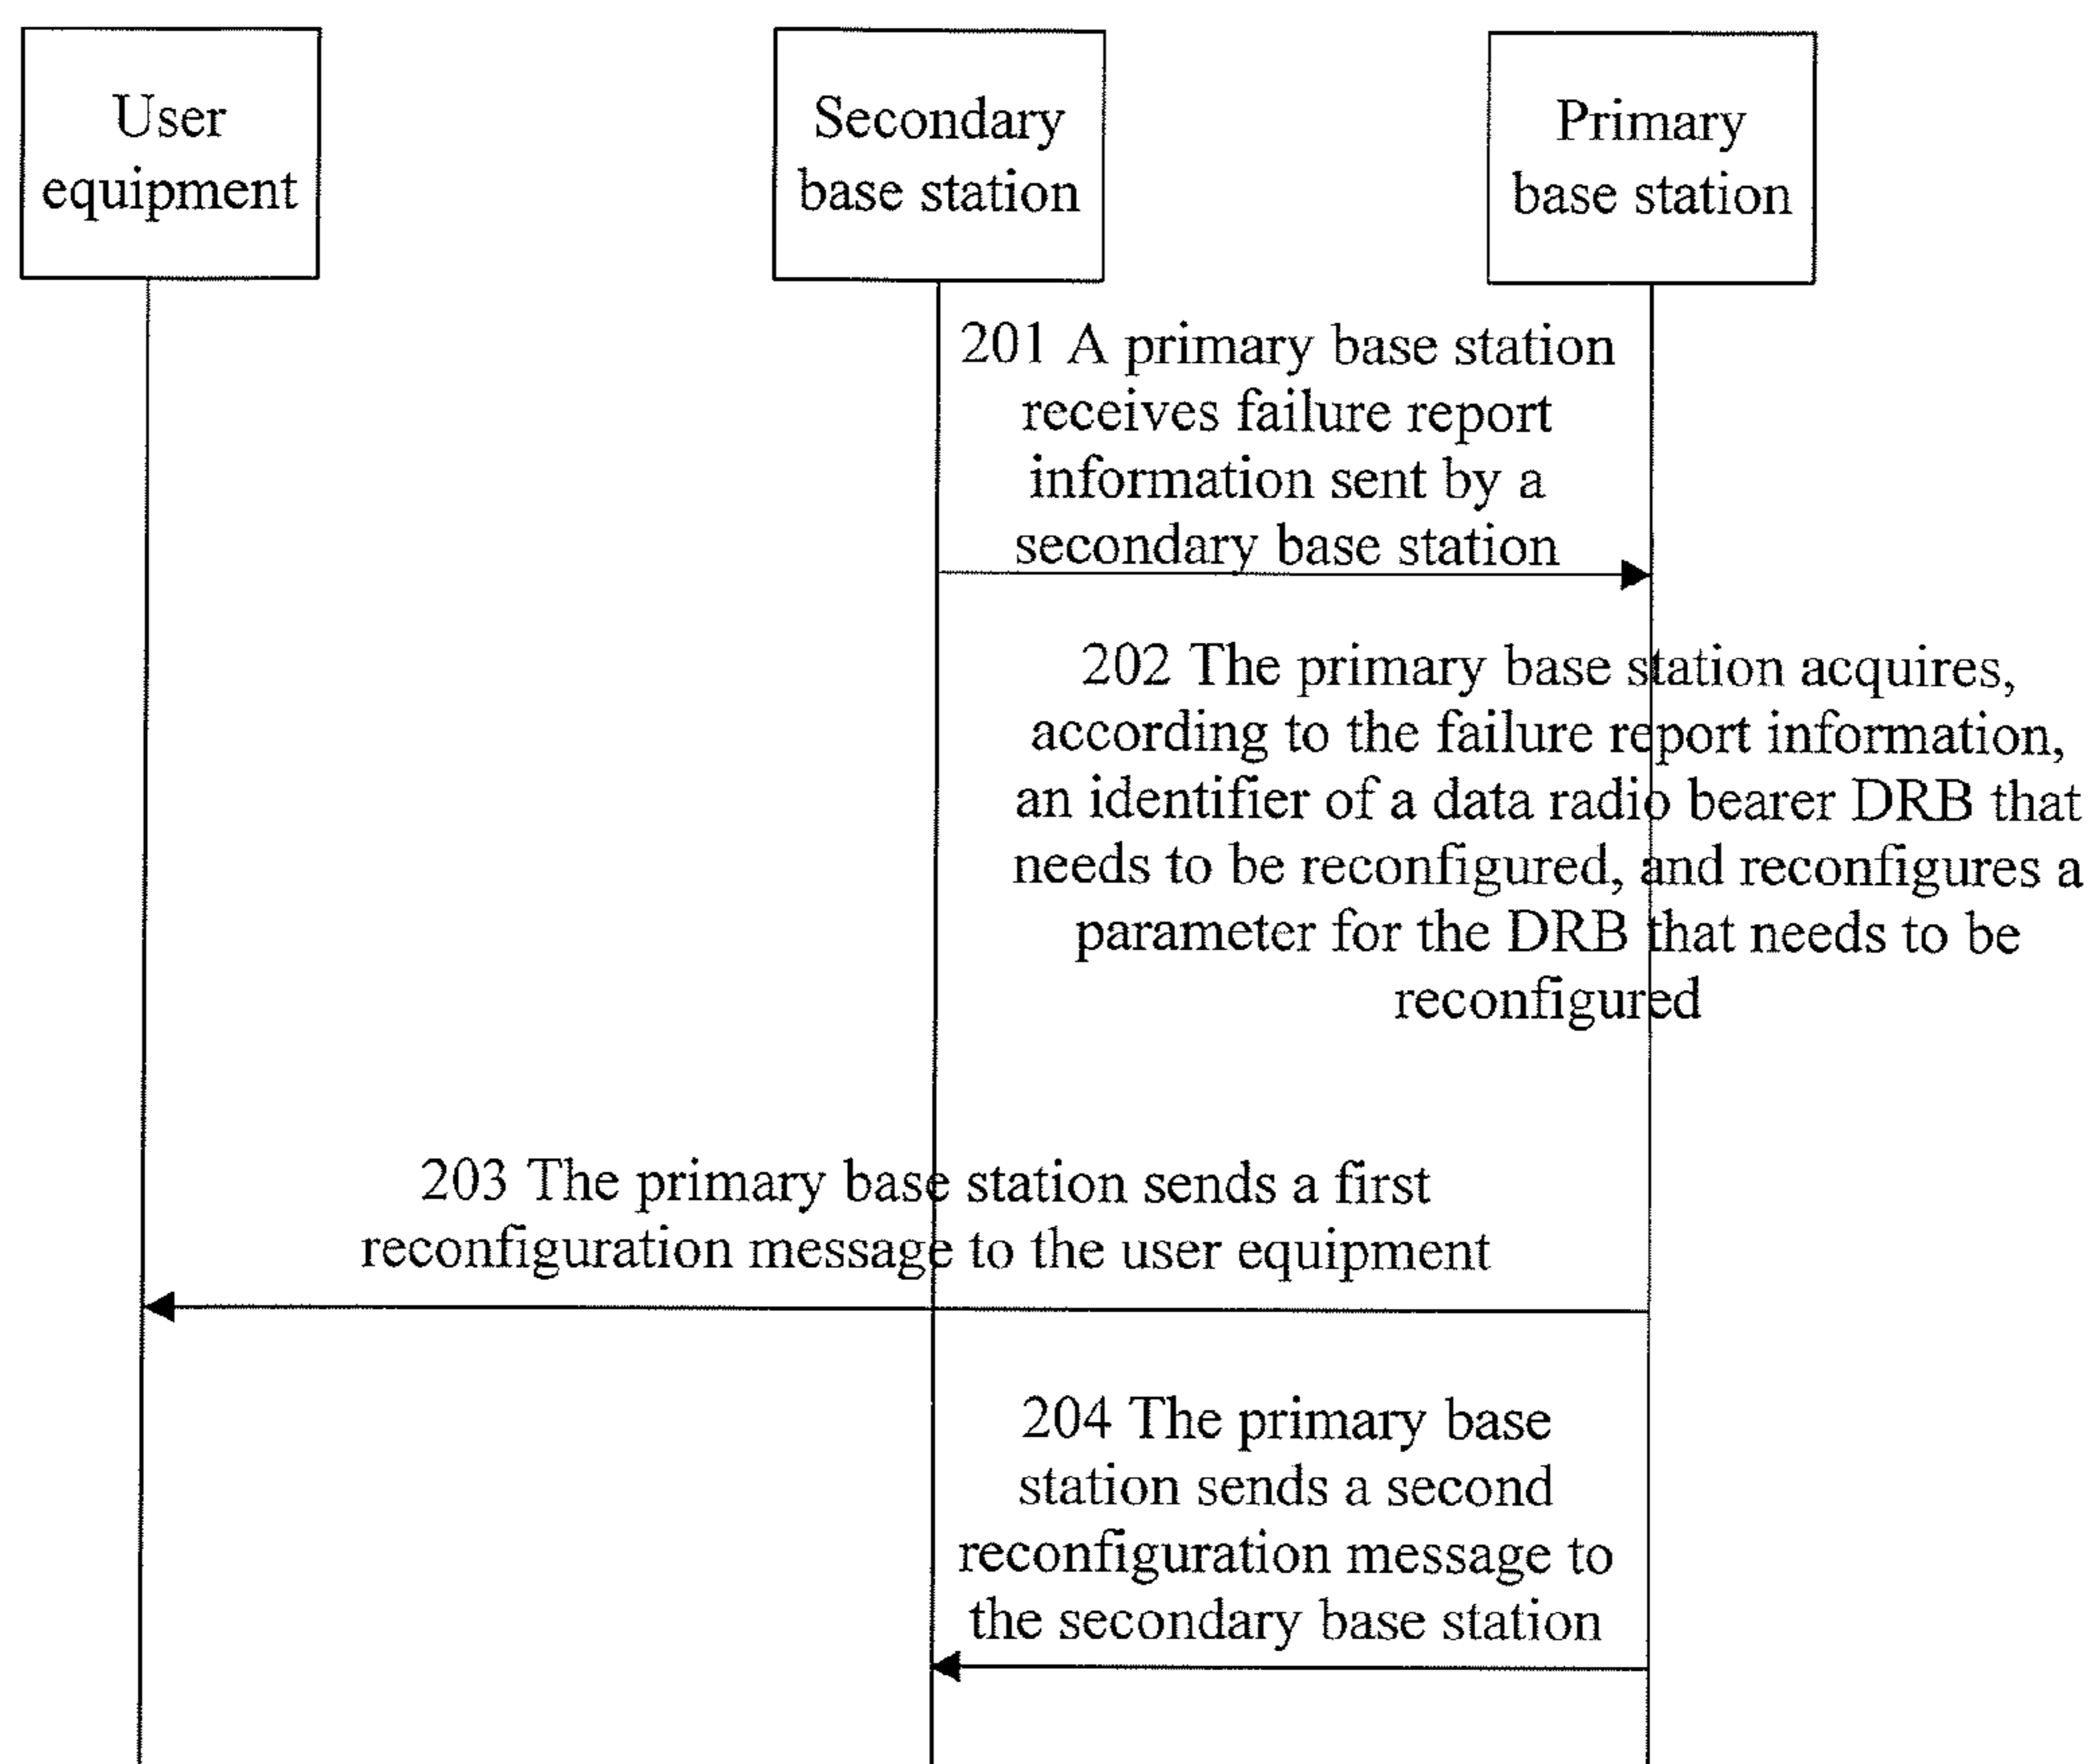 User
equipment
Secondary
base station
Primary
base station
201 A primary base station
receives failure report
information sent by a
secondary base station
202 The primary base station acquires,
according to the failure report information,
an identifier of a data radio bearer DRB that
needs to be reconfigured, and reconfigures a
parameter for the DRB that needs to be
reconfigured
203 The primary base station sends a first
reconfiguration message to the user equipment
204 The primary base
station sends a second
reconfiguration message to
the secondary base station